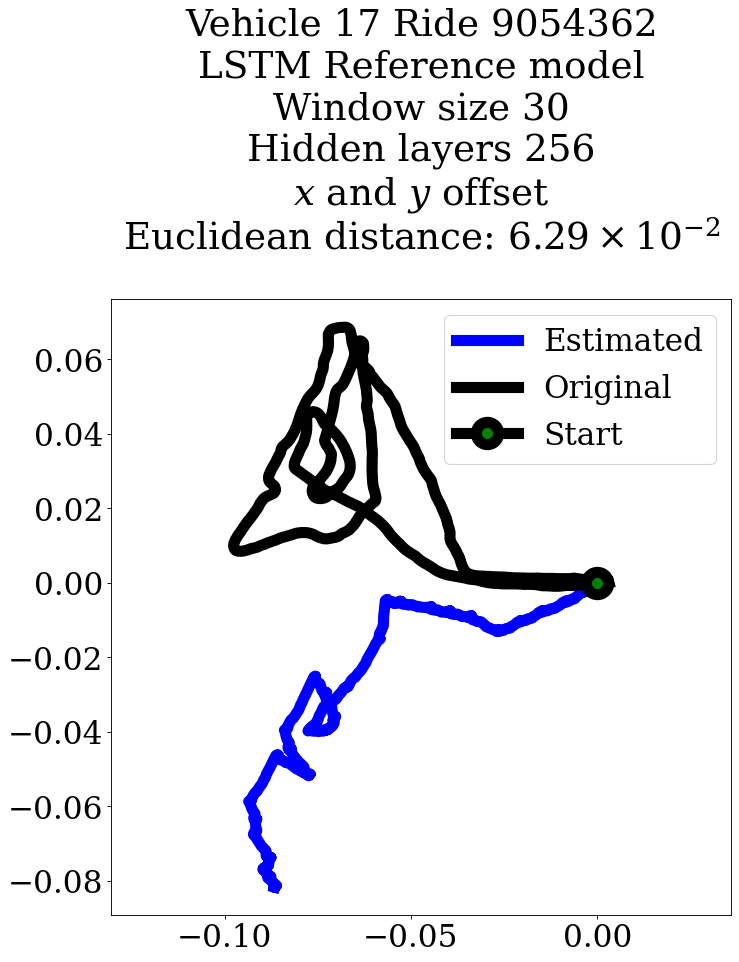 Vehicle 17 Ride 9054362
LSTM Reference model
Window size 30
Hidden layers 256
x and y offset
Euclidean distance: 6.29 × 10⁻²
Estimated
Original
Start
0.06
0.04
0.02
0.00
−0.02
−0.04
−0.06
−0.08
−0.10 −0.05 0.00